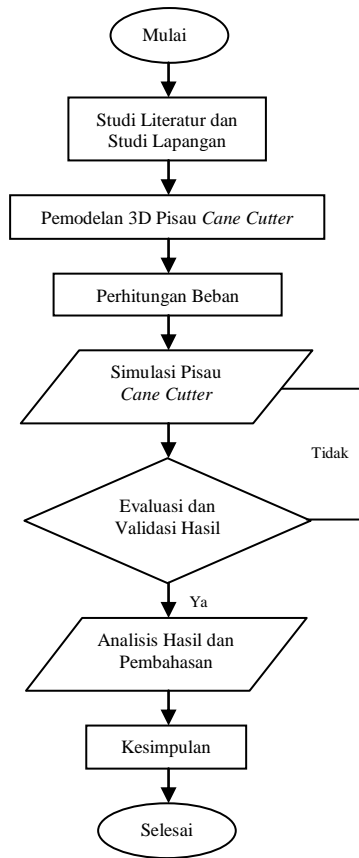 Mulai
Studi Literatur dan
Studi Lapangan
Pemodelan 3D Pisau Cane Cutter
Perhitungan Beban
Simulasi Pisau
Cane Cutter
Tidak
Evaluasi dan
Validasi Hasil
Ya
Analisis Hasil dan
Pembahasan
Kesimpulan
Selesai